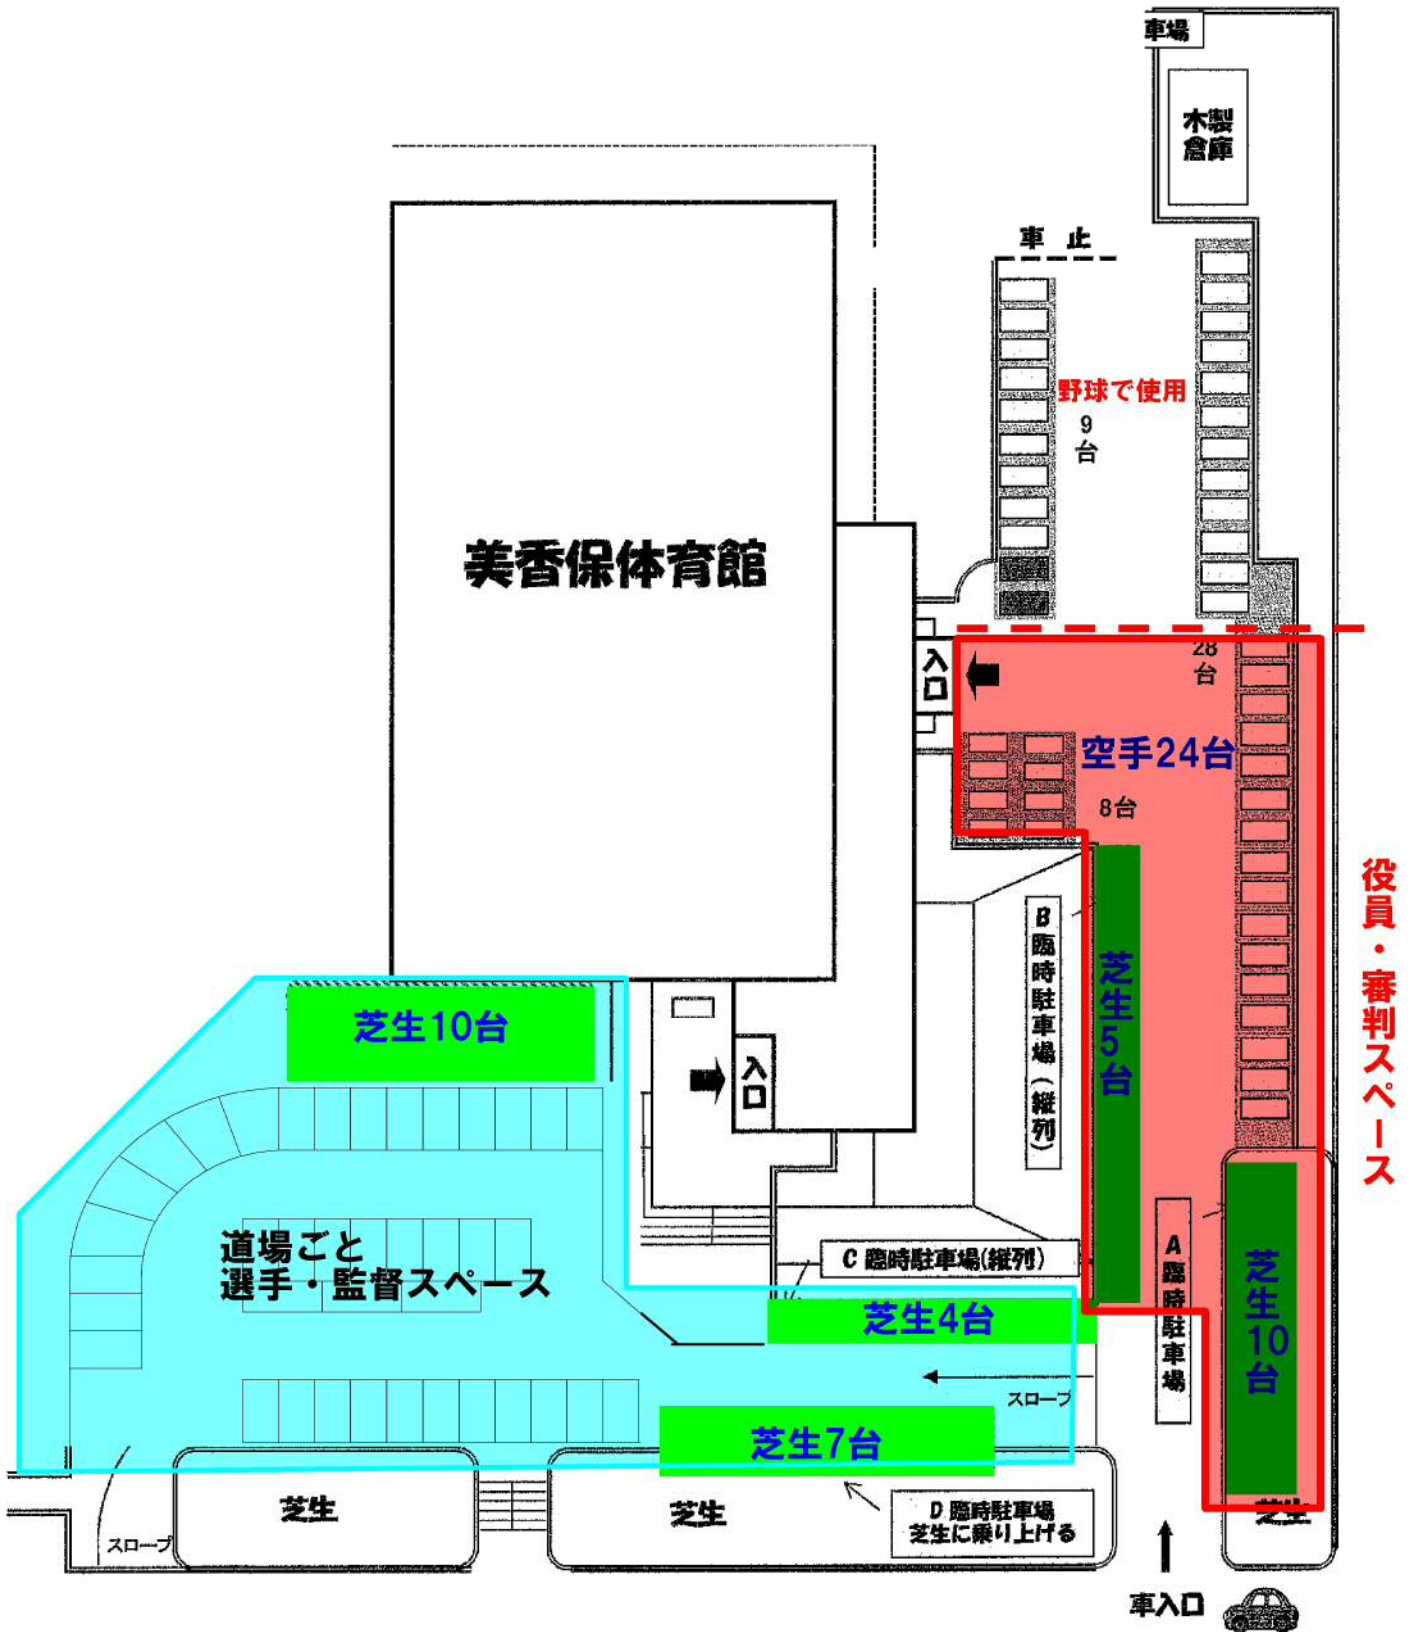 車場
木製
倉庫
車 止
野球で使用
9
台
美香保体育館
入口
28
台
空手24台
8台
役員・審判スペース
B臨時駐車場(縦列)
芝生5台
芝生10台
入口
道場ごと
選手・監督スペース
C 臨時駐車場(縦列)
芝生4台
A臨時駐車場
芝生10台
スロープ
芝生7台
芝生
芝生
D 臨時駐車場
芝生に乗り上げる
芝生
スロープ
車入口